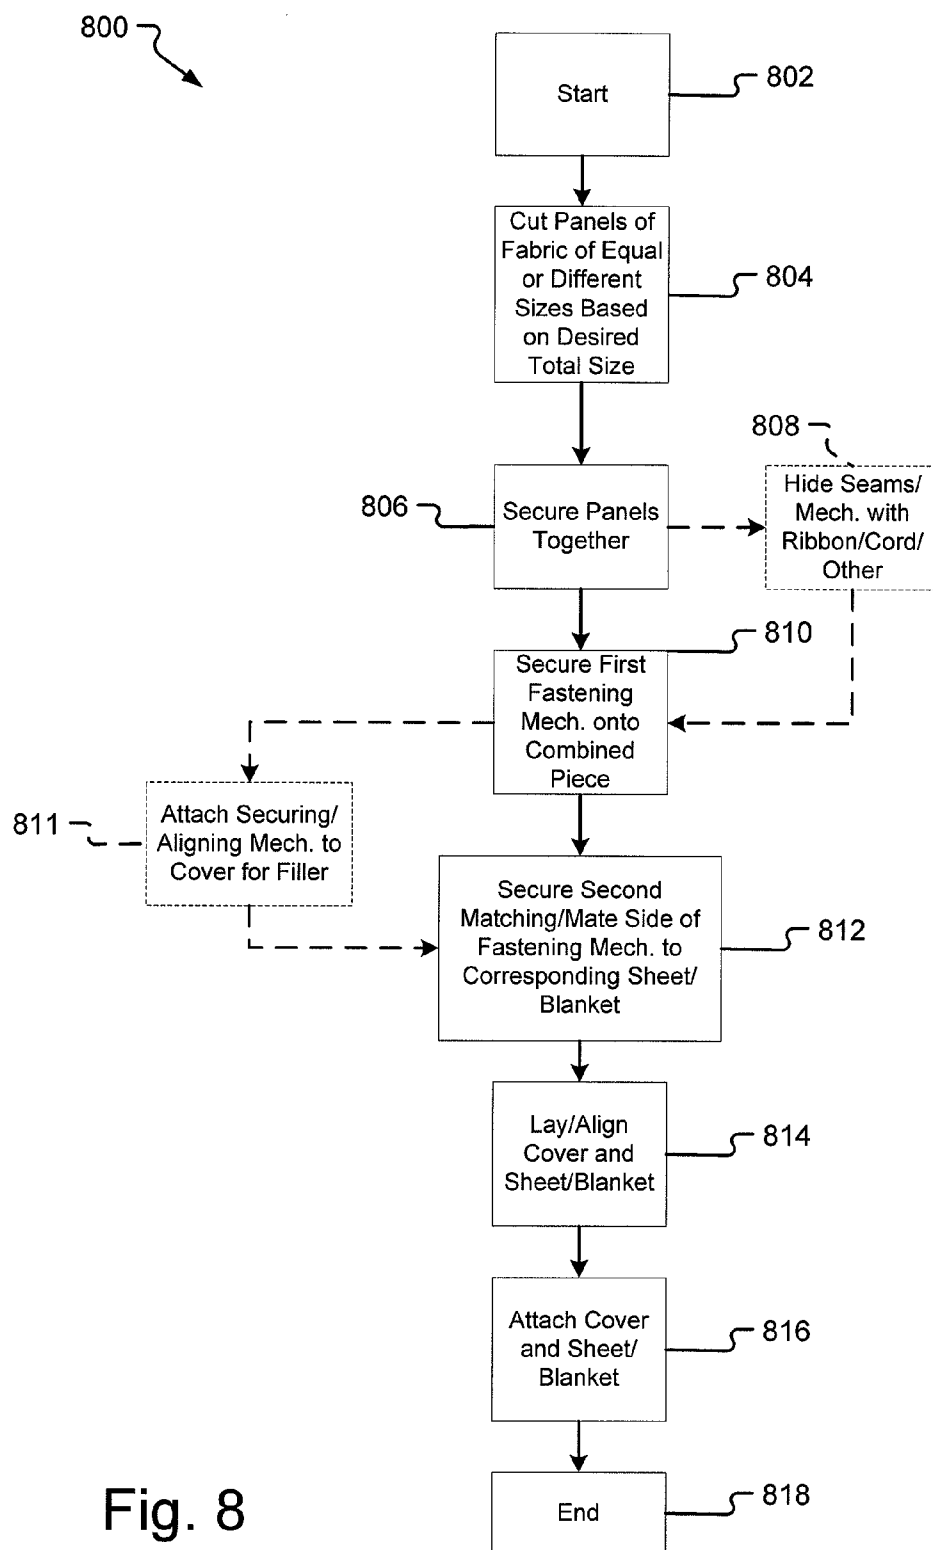 800
Start
802
Cut Panels of
Fabric of Equal
or Different
Sizes Based
on Desired
Total Size
804
Secure Panels
Together
806
808
Hide Seams/
Mech. with
Ribbon/Cord/
Other
810
Secure First
Fastening
Mech. onto
Combined
Piece
811
Attach Securing/
Aligning Mech. to
Cover for Filler
Secure Second
Matching/Mate Side of
Fastening Mech. to
Corresponding Sheet/
Blanket
812
Lay/Align
Cover and
Sheet/Blanket
814
Attach Cover
and Sheet/
Blanket
816
End
818
Fig. 8